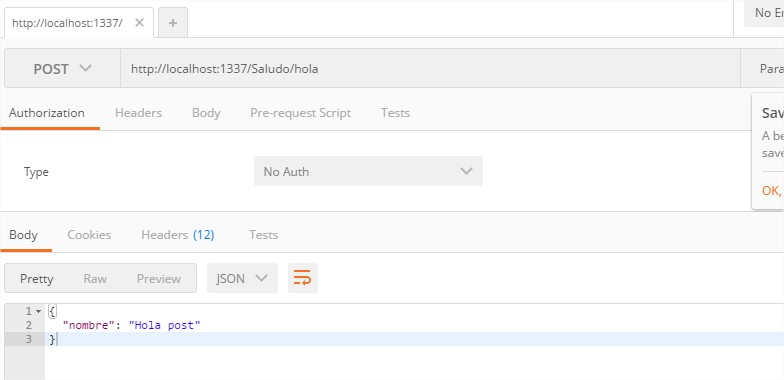 http://localhost:1337/
No En
POST http://localhost:1337/Saludo/hola Para
Authorization Headers Body Pre-request Script Tests
Sav
A be
save
OK,
Type No Auth
Body Cookies Headers (12) Tests
Pretty Raw Preview JSON
1 {
2 "nombre": "Hola post"
3 }